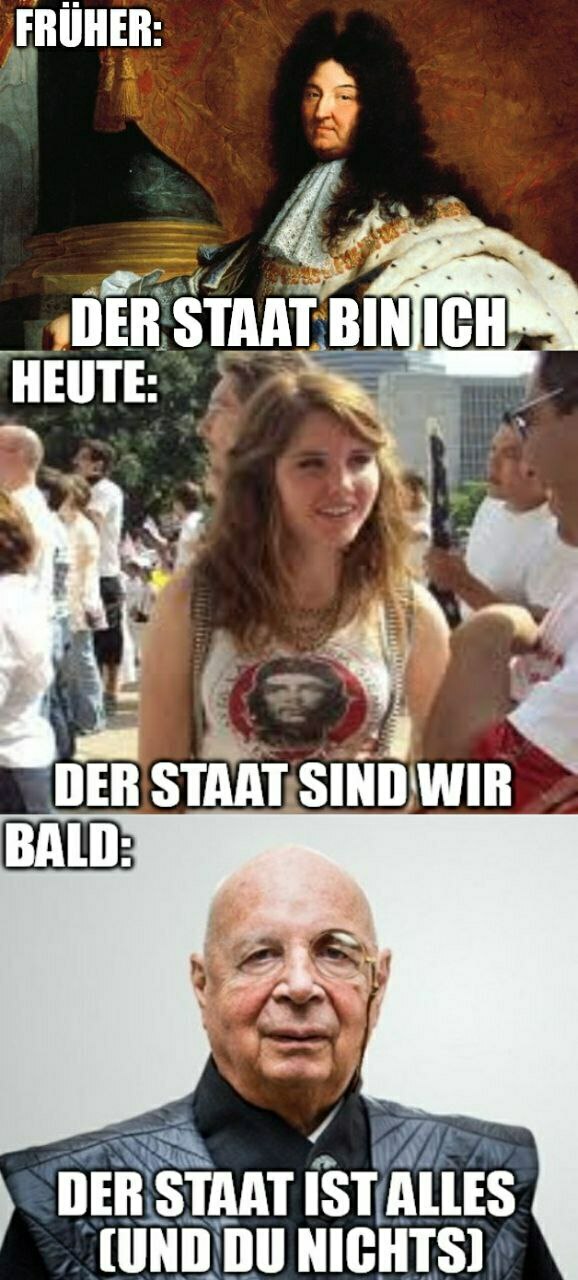 FRÜHER:
DER STAAT BIN ICH
HEUTE:
DER STAAT SIND WIR
BALD:
DER STAAT IST ALLES
(UND DU NICHTS)